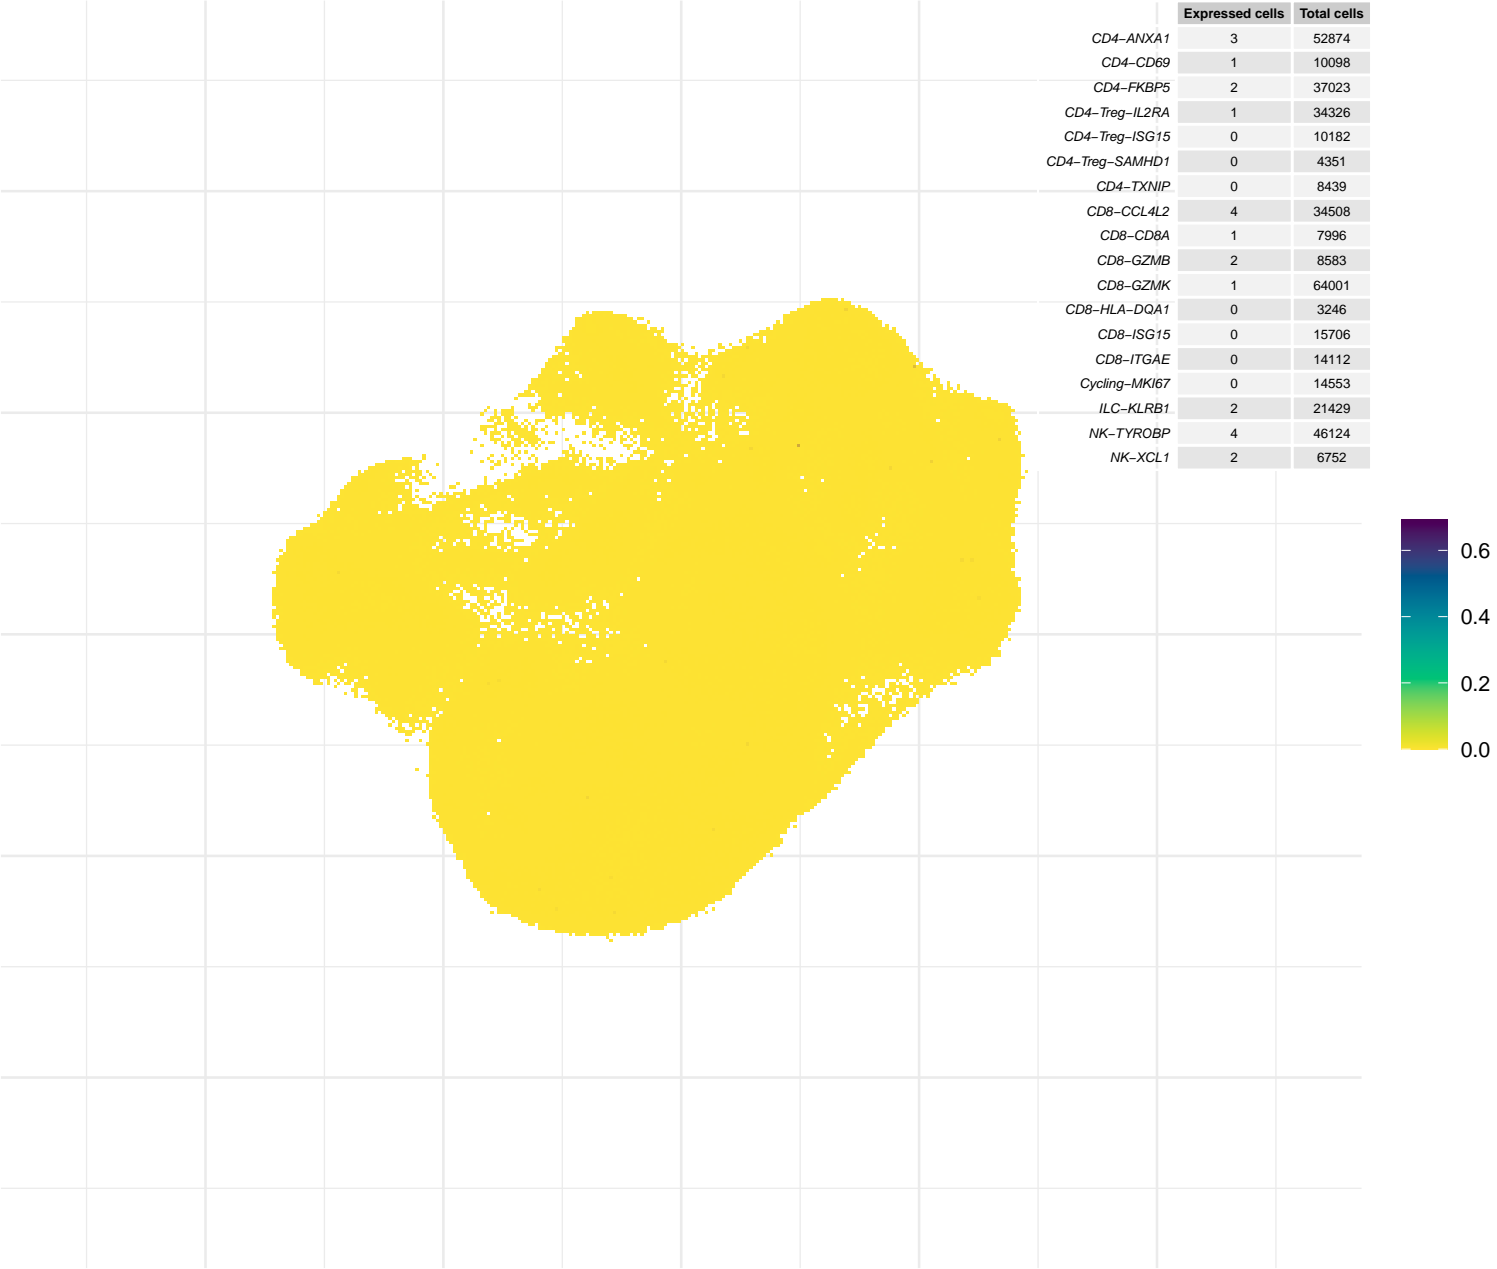 Expressed cells Total cells
CD4−ANXA1 3 52874
CD4−CD69 1 10098
CD4−FKBP5 2 37023
CD4−Treg−IL2RA 1 34326
CD4−Treg−ISG15 0 10182
CD4−Treg−SAMHD1 0 4351
CD4−TXNIP 0 8439
CD8−CCL4L2 4 34508
CD8−CD8A 1 7996
CD8−GZMB 2 8583
CD8−GZMK 1 64001
CD8−HLA−DQA1 0 3246
CD8−ISG15 0 15706
CD8−ITGAE 0 14112
Cycling−MKI67 0 14553
ILC−KLRB1 2 21429
NK−TYROBP 4 46124
NK−XCL1 2 6752
0.6
0.4
0.2
0.0